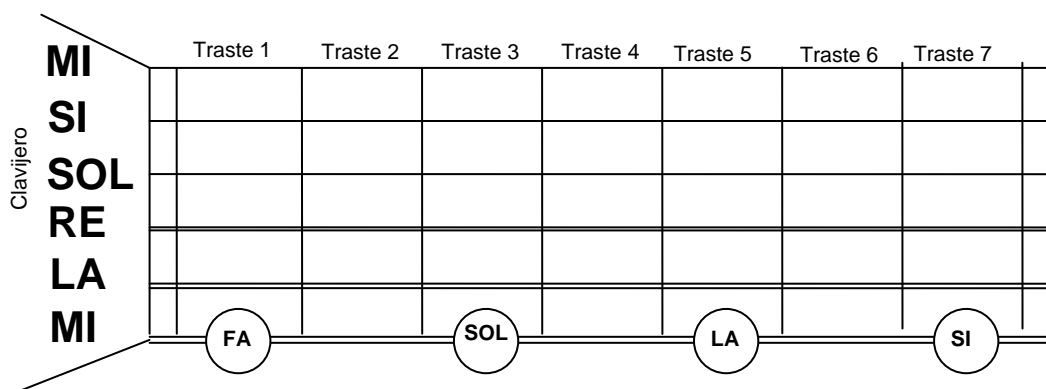 Traste 1 Traste 2 Traste 3 Traste 4 Traste 5 Traste 6 Traste 7
Clavijero
MI
SI
SOL
RE
LA
MI
FA SOL LA SI